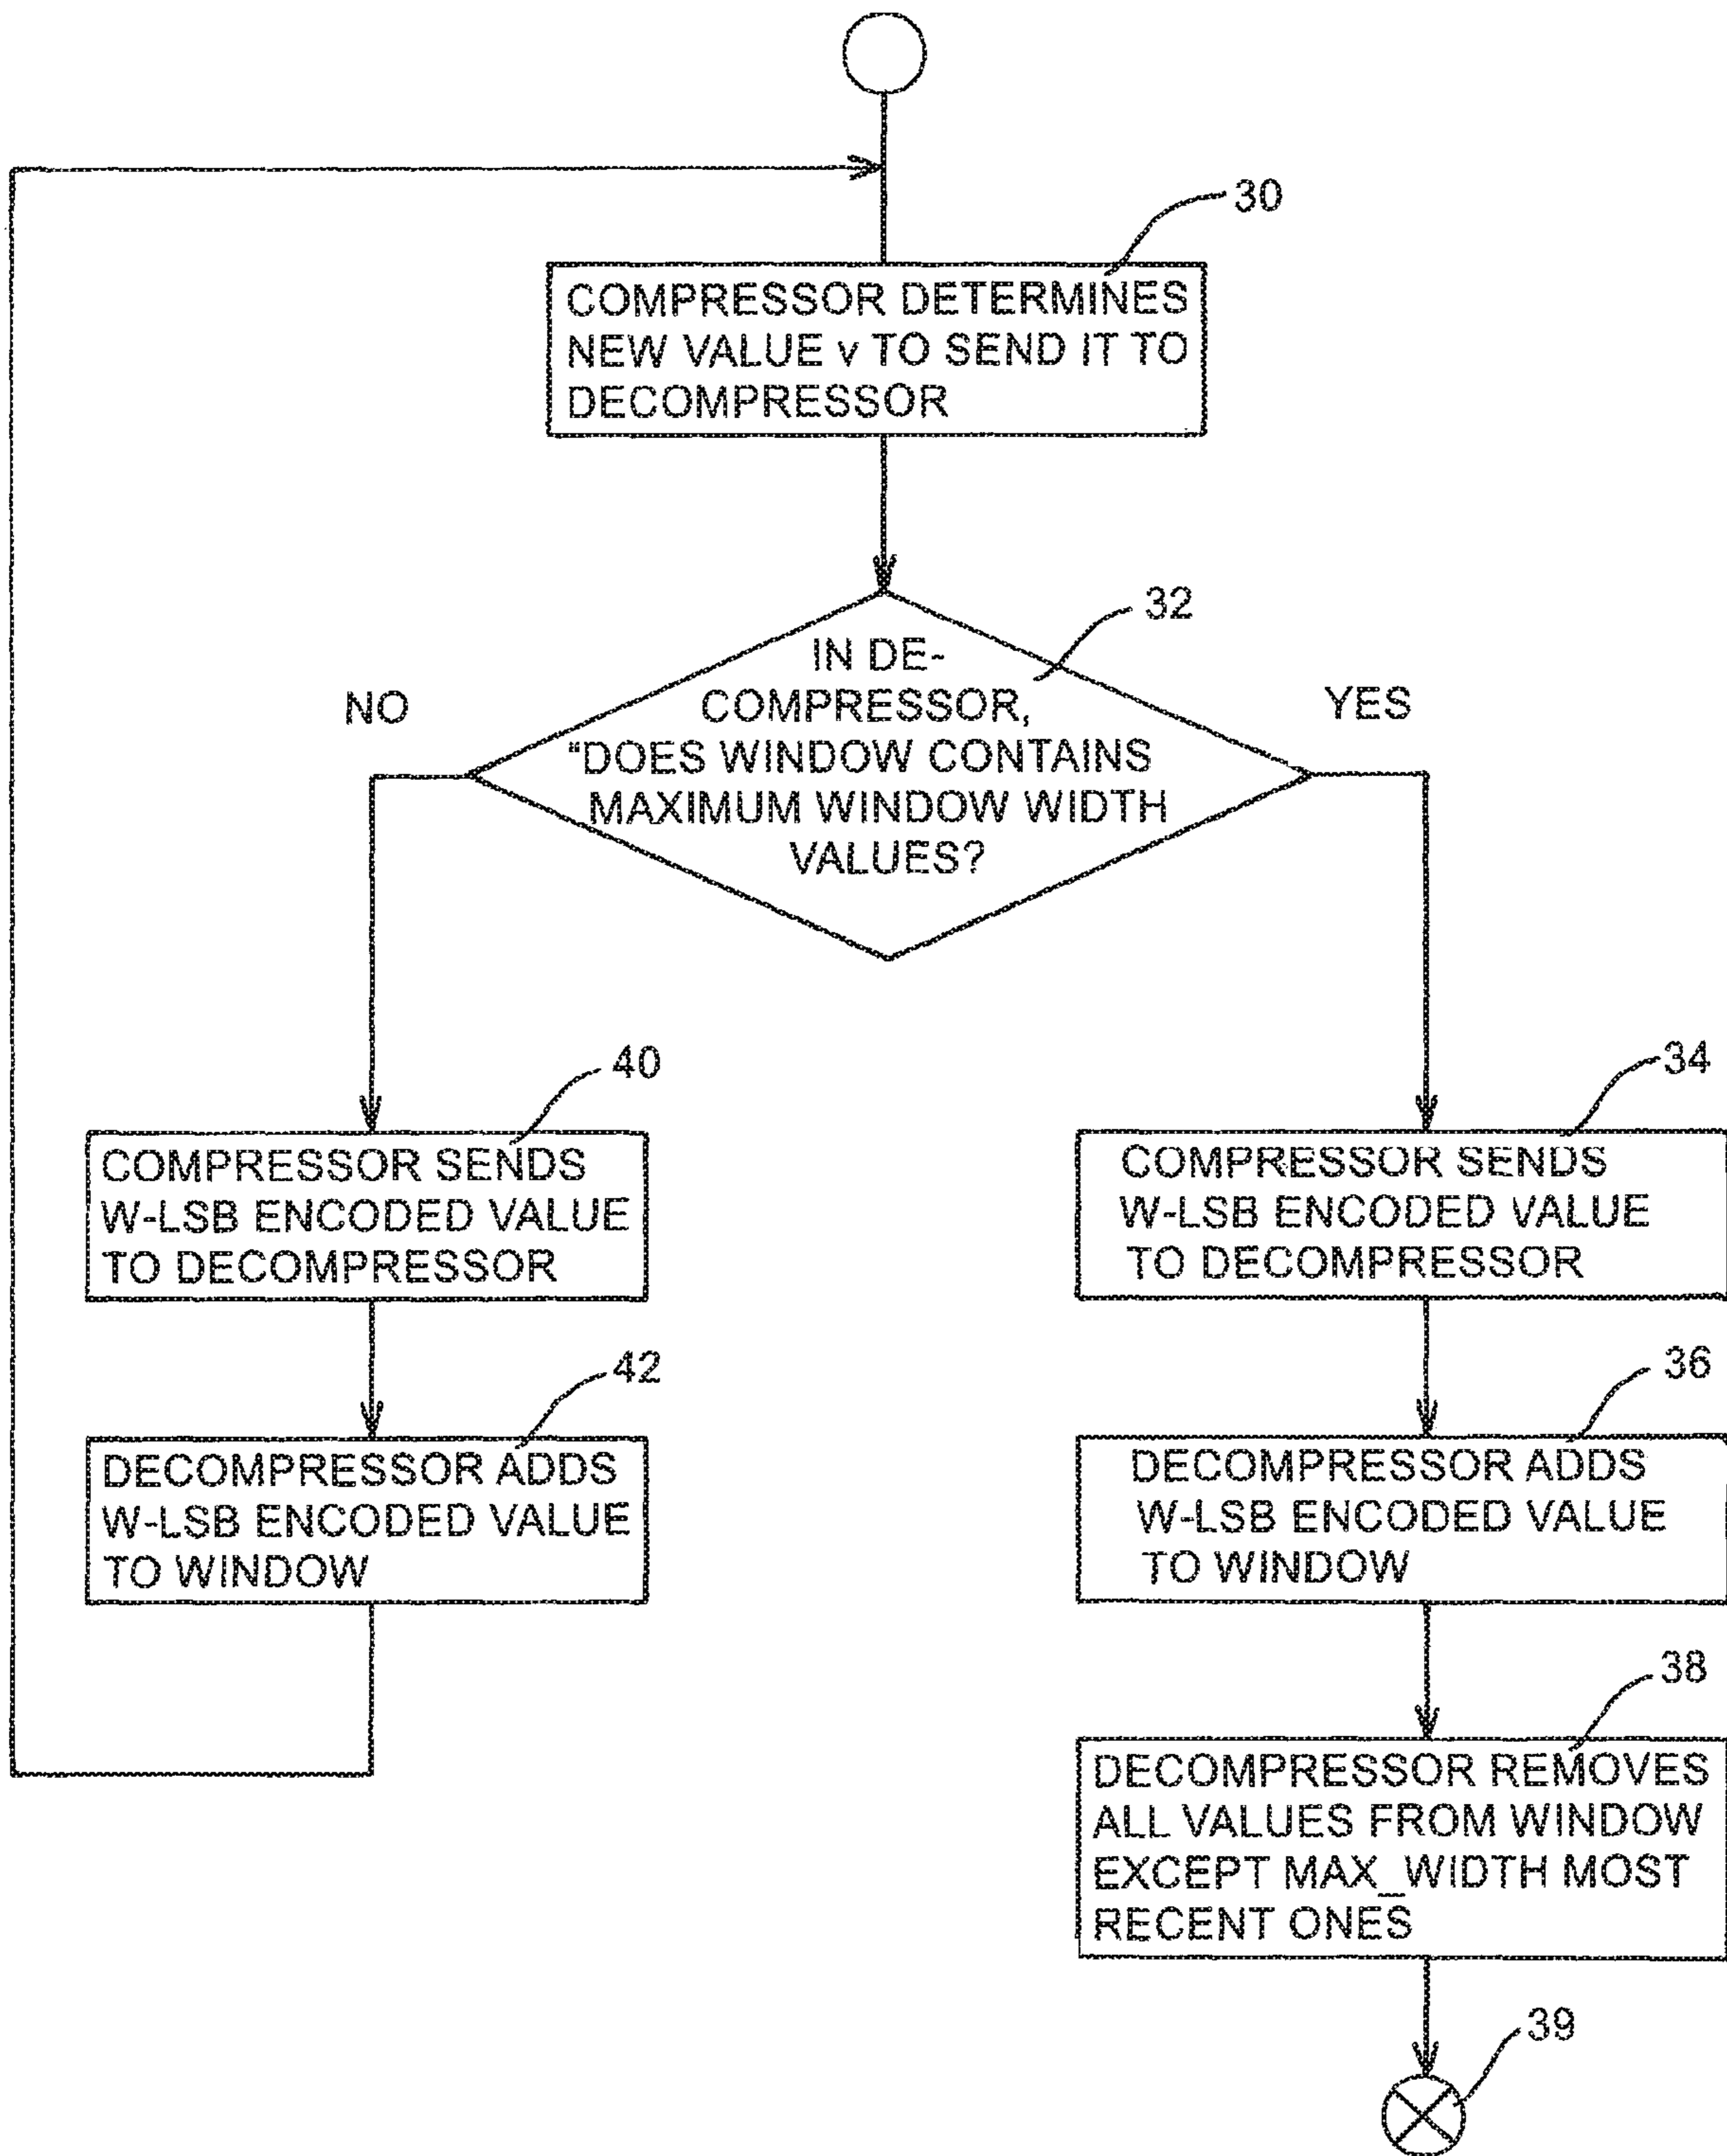 30
COMPRESSOR DETERMINES
NEW VALUE v TO SEND IT TO
DECOMPRESSOR
32
IN DE-
COMPRESSOR,
"DOES WINDOW CONTAINS
MAXIMUM WINDOW WIDTH
VALUES?
NO
YES
40
COMPRESSOR SENDS
W-LSB ENCODED VALUE
TO DECOMPRESSOR
42
DECOMPRESSOR ADDS
W-LSB ENCODED VALUE
TO WINDOW
34
COMPRESSOR SENDS
W-LSB ENCODED VALUE
TO DECOMPRESSOR
36
DECOMPRESSOR ADDS
W-LSB ENCODED VALUE
TO WINDOW
38
DECOMPRESSOR REMOVES
ALL VALUES FROM WINDOW
EXCEPT MAX_WIDTH MOST
RECENT ONES
39